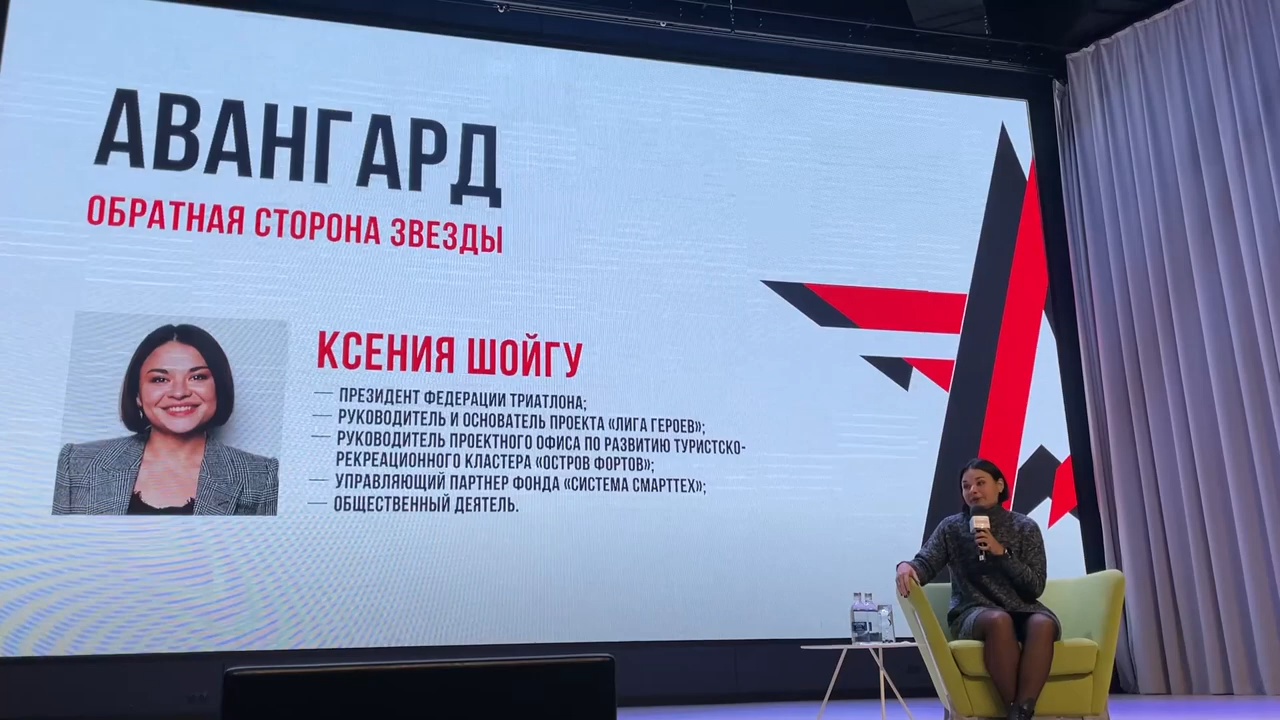 АВАНГАРД
ОБРАТНАЯ СТОРОНА ЗВЕЗДЫ
КСЕНИЯ ШОЙГУ
— ПРЕЗИДЕНТ ФЕДЕРАЦИИ ТРИАТЛОНА;
— РУКОВОДИТЕЛЬ И ОСНОВАТЕЛЬ ПРОЕКТА «ЛИГА ГЕРОЕВ»;
— РУКОВОДИТЕЛЬ ПРОЕКТНОГО ОФИСА ПО РАЗВИТИЮ ТУРИСТСКО-
РЕКРЕАЦИОННОГО КЛАСТЕРА «ОСТРОВ ФОРТОВ»;
— УПРАВЛЯЮЩИЙ ПАРТНЕР ФОНДА «СИСТЕМА СМАРТТЕХ»;
— ОБЩЕСТВЕННЫЙ ДЕЯТЕЛЬ.